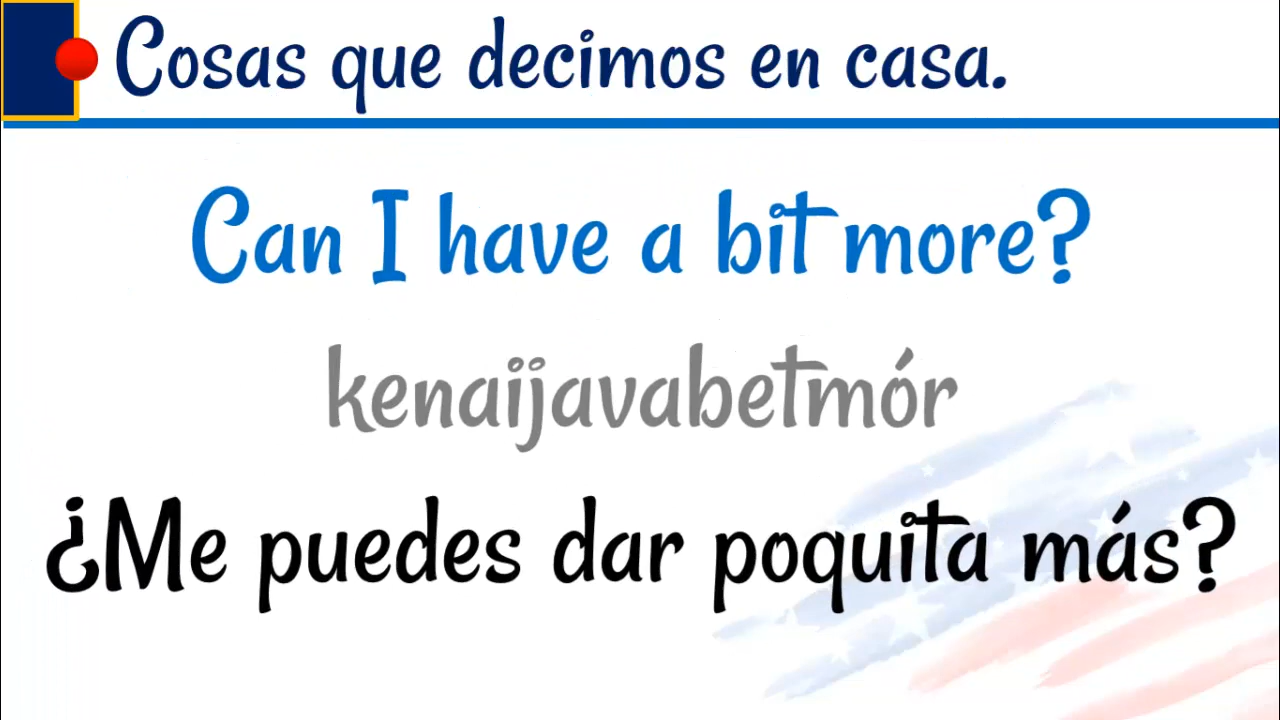 Cosas que decimos en casa.
Can I have a bit more?
kenaijavabetmór
¿Me puedes dar poquita más?